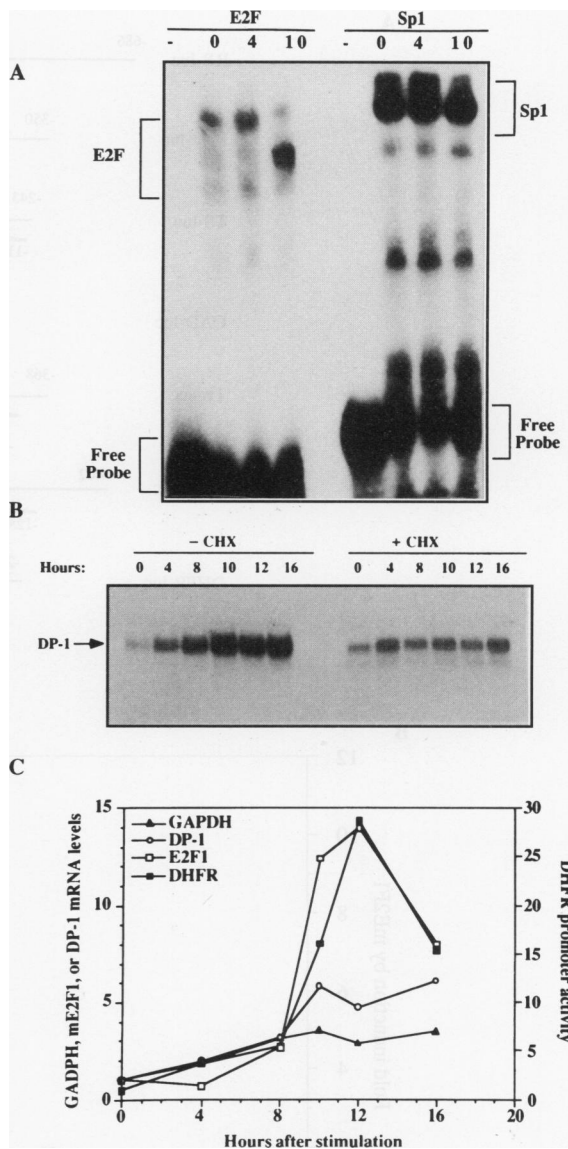 E2F Sp1
- 0 4 10 - 0 4 10
A
E2F
Sp1
Free
Probe
Free
Probe
B
– CHX + CHX
Hours: 0 4 8 10 12 16 0 4 8 10 12 16
DP-1
C
GAPDH
DP-1
E2F1
DHFR
GADPH, mE2F1, or DP-1 mRNA levels
15
10
5
0
30
25
20
15
10
5
0
DHFR promoter activity
0 4 8 12 16 20
Hours after stimulation